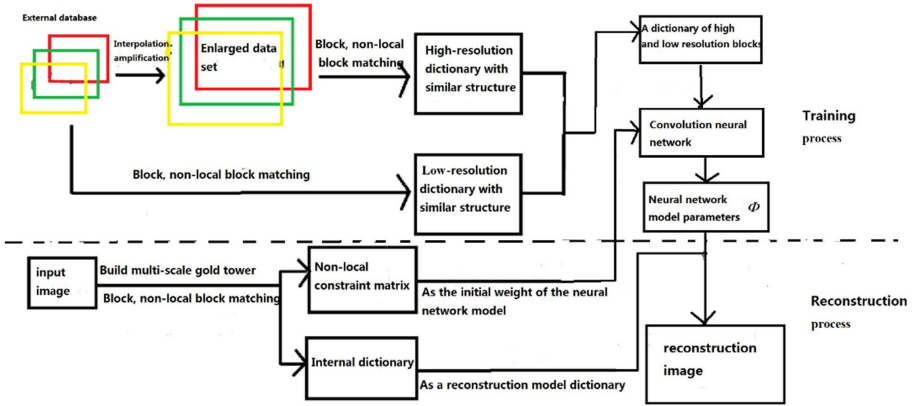 External database
Interpolation,
amplification
Enlarged data
set
Block, non-local
block matching
High-resolution
dictionary with
similar structure
A dictionary of high
and low resolution blocks
Convolution neural
network
Training
process
Block, non-local block matching
Low-resolution
dictionary with
similar structure
Neural network
model parameters Φ
input
image
Build multi-scale gold tower
Block, non-local block matching
Non-local
constraint matrix
As the initial weight of the neural
network model
Internal dictionary
As a reconstruction model dictionary
reconstruction
image
Reconstruction
process